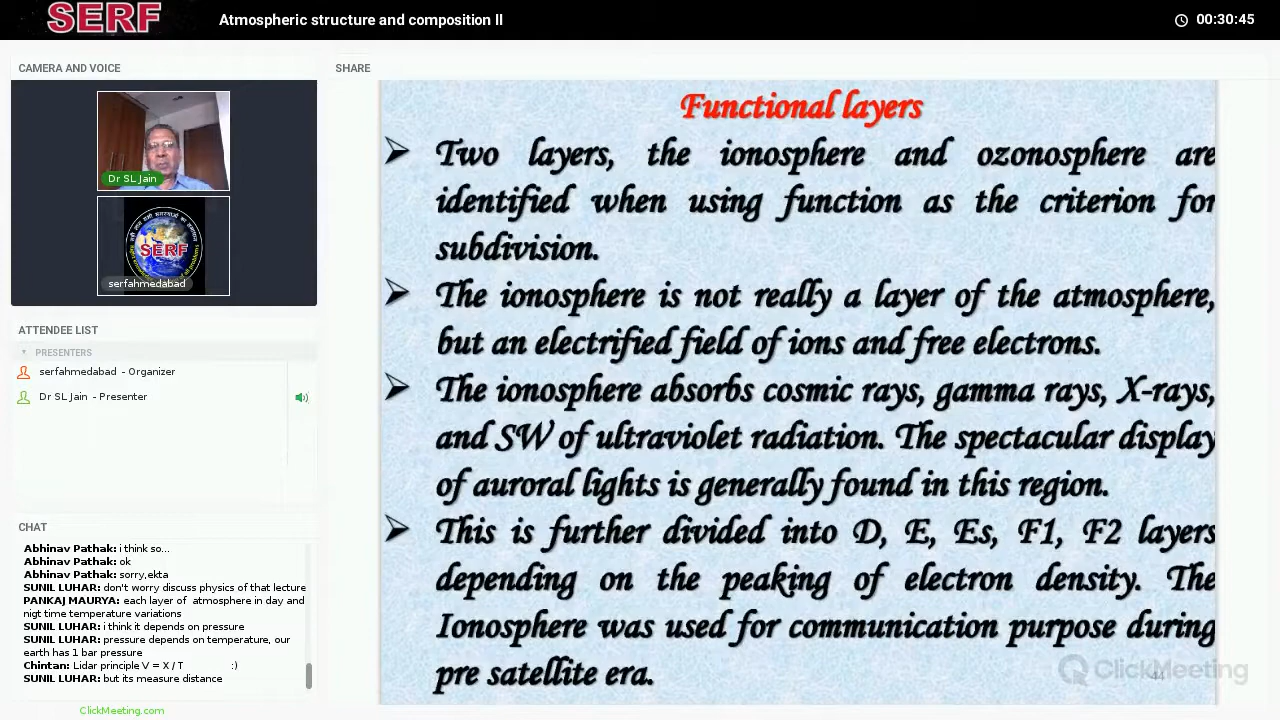 SERF
Atmospheric structure and composition II
00:30:45
CAMERA AND VOICE
Dr SL Jain
SERF
serfahmedabad
ATTENDEE LIST
PRESENTERS
serfahmedabad - Organizer
Dr SL Jain - Presenter
CHAT
Abhinav Pathak: i think so...
Abhinav Pathak: ok
Abhinav Pathak: sorry,ekta
SUNIL LUHAR: don't worry discuss physics of that lecture
PANKAJ MAURYA: each layer of atmosphere in day and
nigt time temperature variations
SUNIL LUHAR: i think it depends on pressure
SUNIL LUHAR: pressure depends on temperature, our
earth has 1 bar pressure
Chintan: Lidar principle V = X / T :)
SUNIL LUHAR: but its measure distance
ClickMeeting.com
SHARE
Functional layers
Two layers, the ionosphere and ozonosphere are
identified when using function as the criterion for
subdivision.
The ionosphere is not really a layer of the atmosphere,
but an electrified field of ions and free electrons.
The ionosphere absorbs cosmic rays, gamma rays, X-rays,
and SW of ultraviolet radiation. The spectacular display
of auroral lights is generally found in this region.
This is further divided into D, E, Es, F1, F2 layers
depending on the peaking of electron density. The
Ionosphere was used for communication purpose during
pre satellite era.
44
ClickMeeting